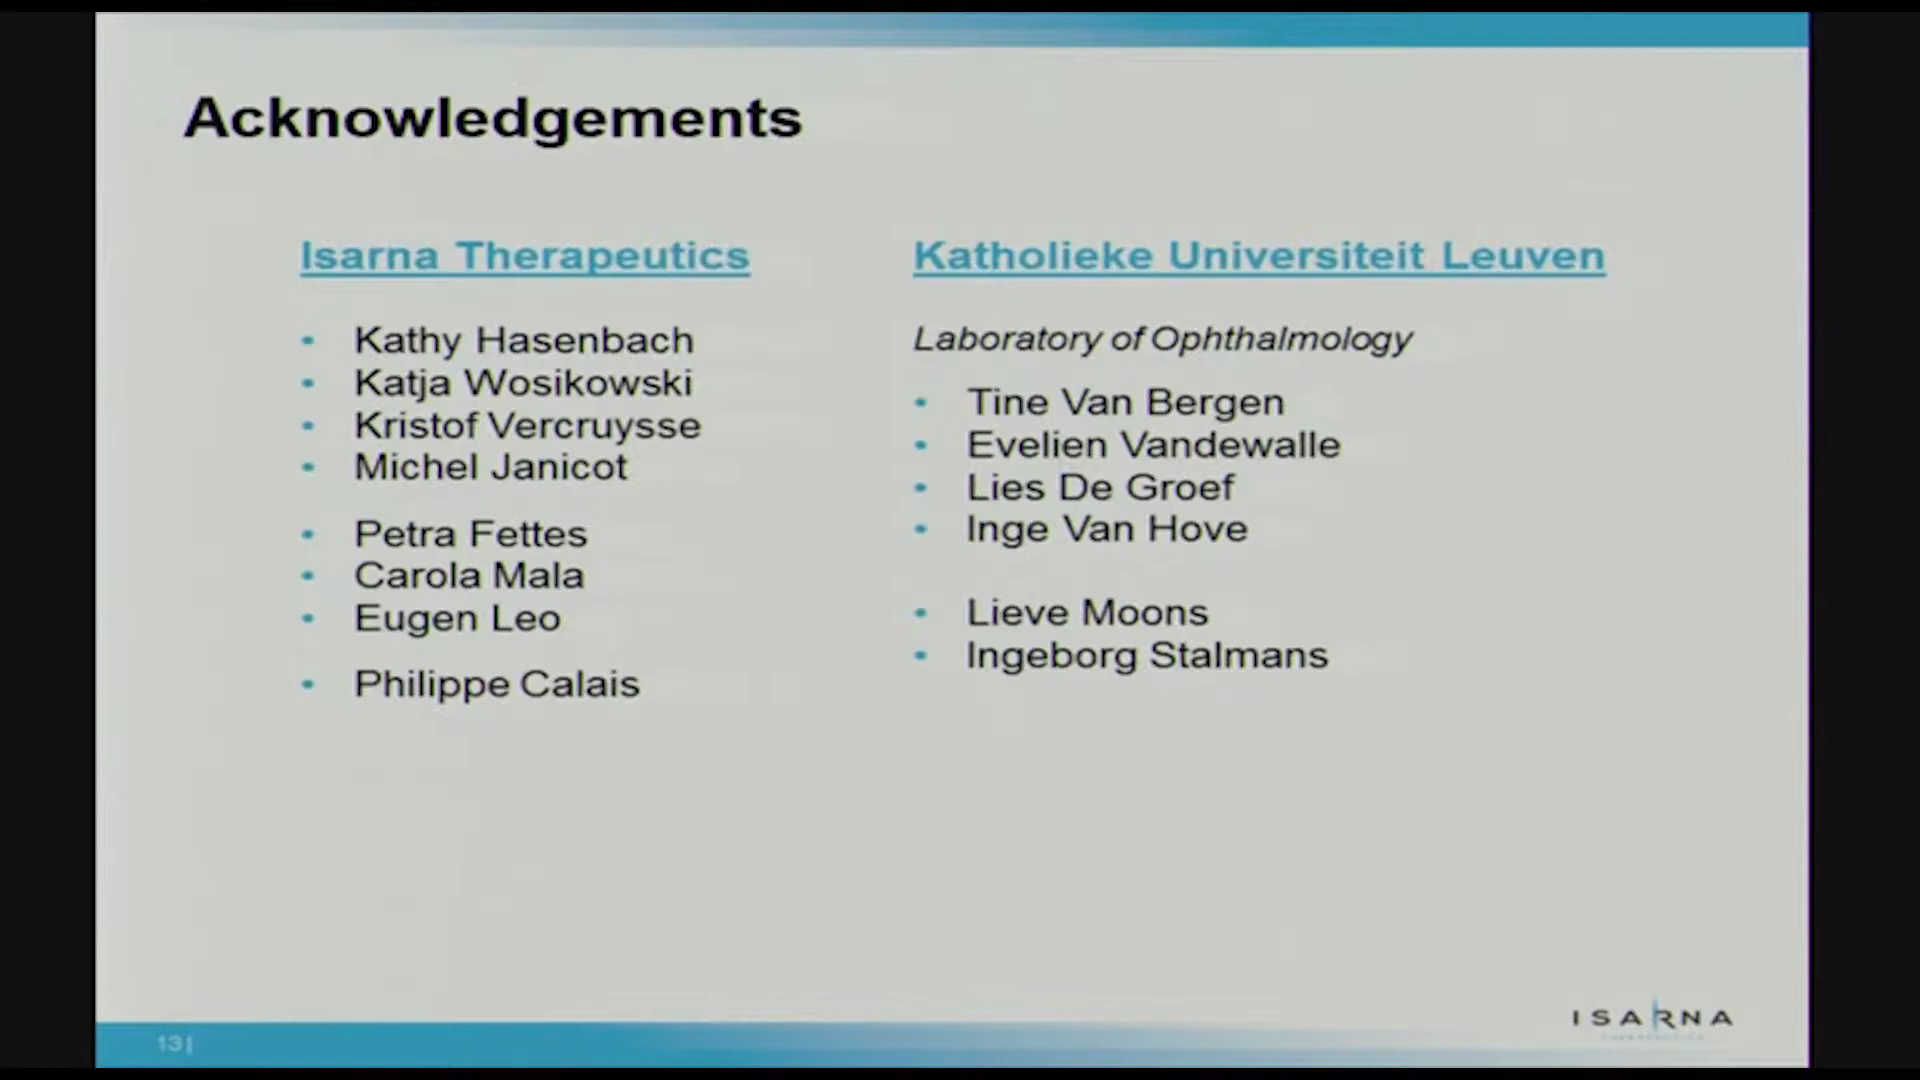 Acknowledgements
Isarna Therapeutics
• Kathy Hasenbach
• Katja Wosikowski
• Kristof Vercruysse
• Michel Janicot
• Petra Fettes
• Carola Mala
• Eugen Leo
• Philippe Calais
Katholieke Universiteit Leuven
Laboratory of Ophthalmology
• Tine Van Bergen
• Evelien Vandewalle
• Lies De Groef
• Inge Van Hove
• Lieve Moons
• Ingeborg Stalmans
13|
ISARNA